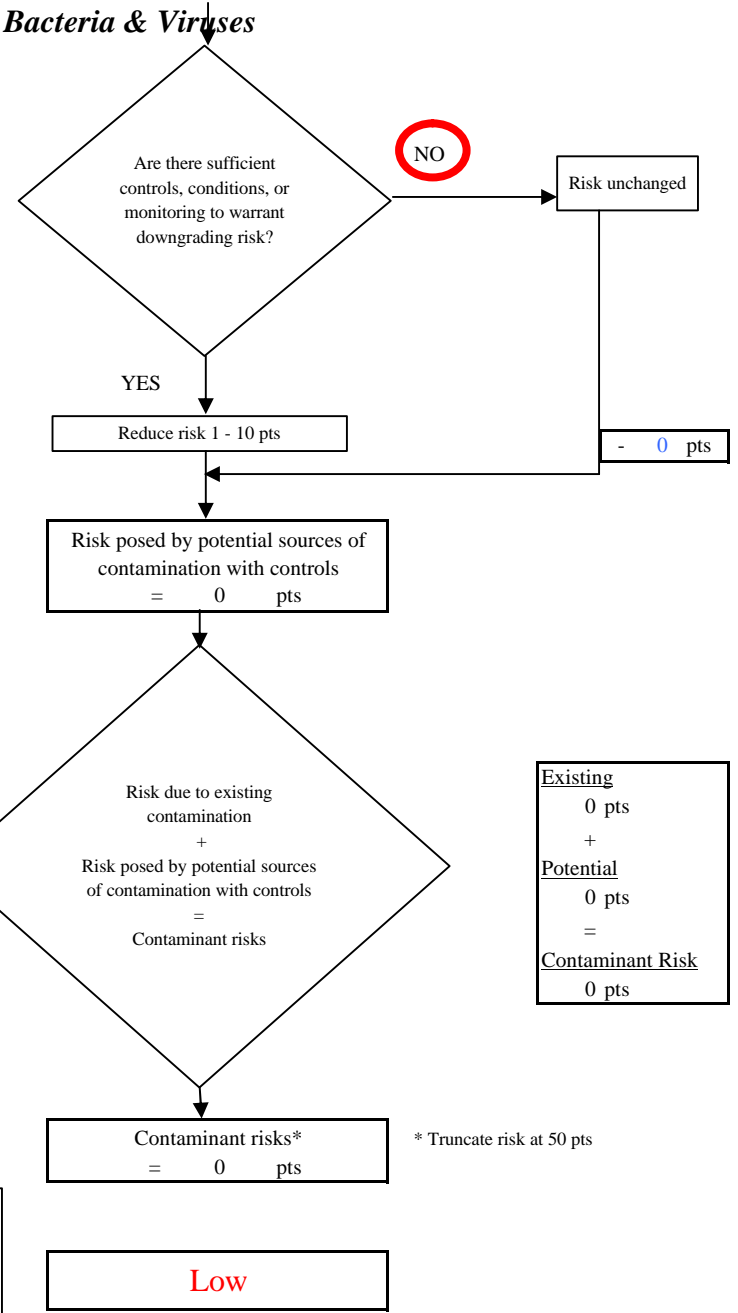 Bacteria & Viruses
Are there sufficient
controls, conditions, or
monitoring to warrant
downgrading risk?
NO
Risk unchanged
YES
Reduce risk 1 - 10 pts
- 0 pts
Risk posed by potential sources of
contamination with controls
= 0 pts
Risk due to existing
contamination
+
Risk posed by potential sources
of contamination with controls
=
Contaminant risks
Existing
0 pts
+
Potential
0 pts
=
Contaminant Risk
0 pts
Contaminant risks*
= 0 pts
* Truncate risk at 50 pts
Low